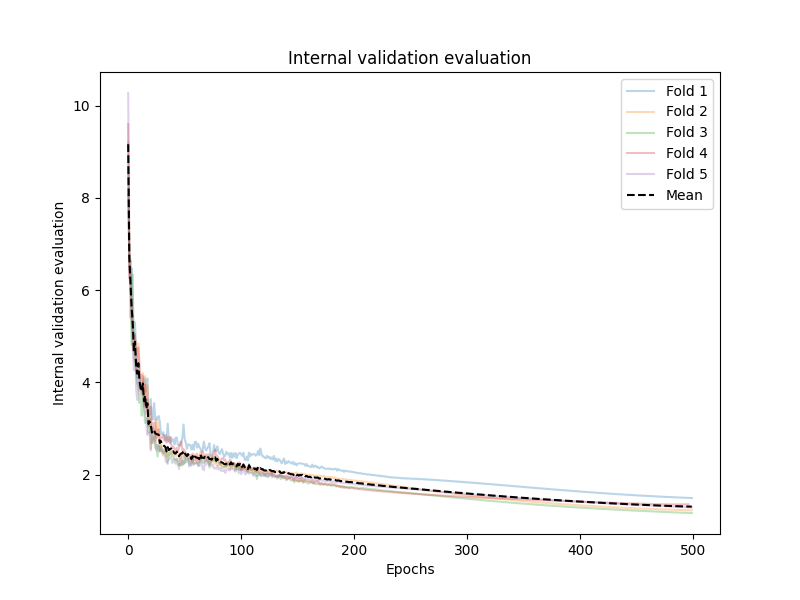 Internal validation evaluation
Internal validation evaluation
10
8
6
4
2
0
100
200
300
400
500
Epochs
Fold 1
Fold 2
Fold 3
Fold 4
Fold 5
Mean